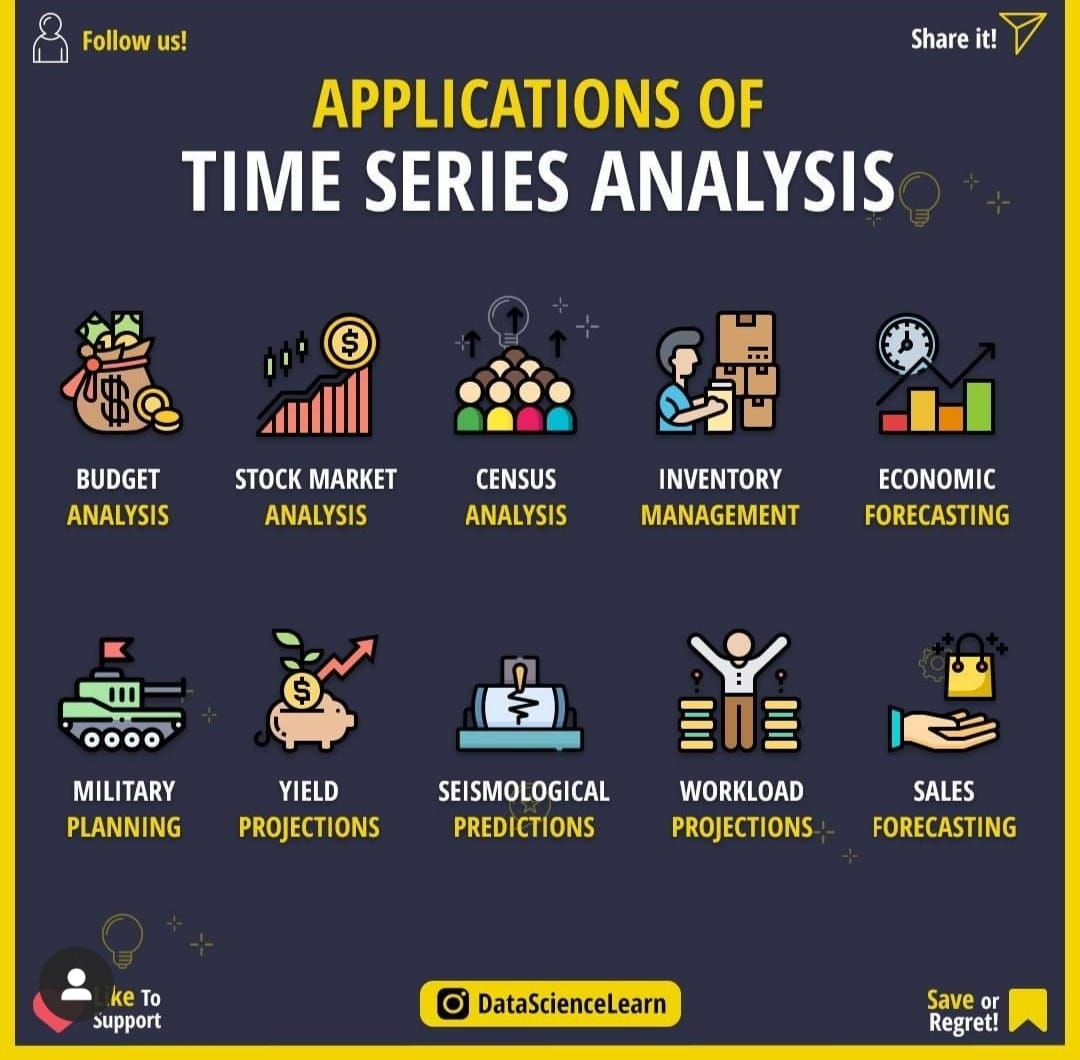 Follow us!
Share it!
APPLICATIONS OF
TIME SERIES ANALYSIS
BUDGET
ANALYSIS
STOCK MARKET
ANALYSIS
CENSUS
ANALYSIS
INVENTORY
MANAGEMENT
ECONOMIC
FORECASTING
MILITARY
PLANNING
YIELD
PROJECTIONS
SEISMOLOGICAL
PREDICTIONS
WORKLOAD
PROJECTIONS
SALES
FORECASTING
Like To
Support
DataScienceLearn
Save or
Regret!